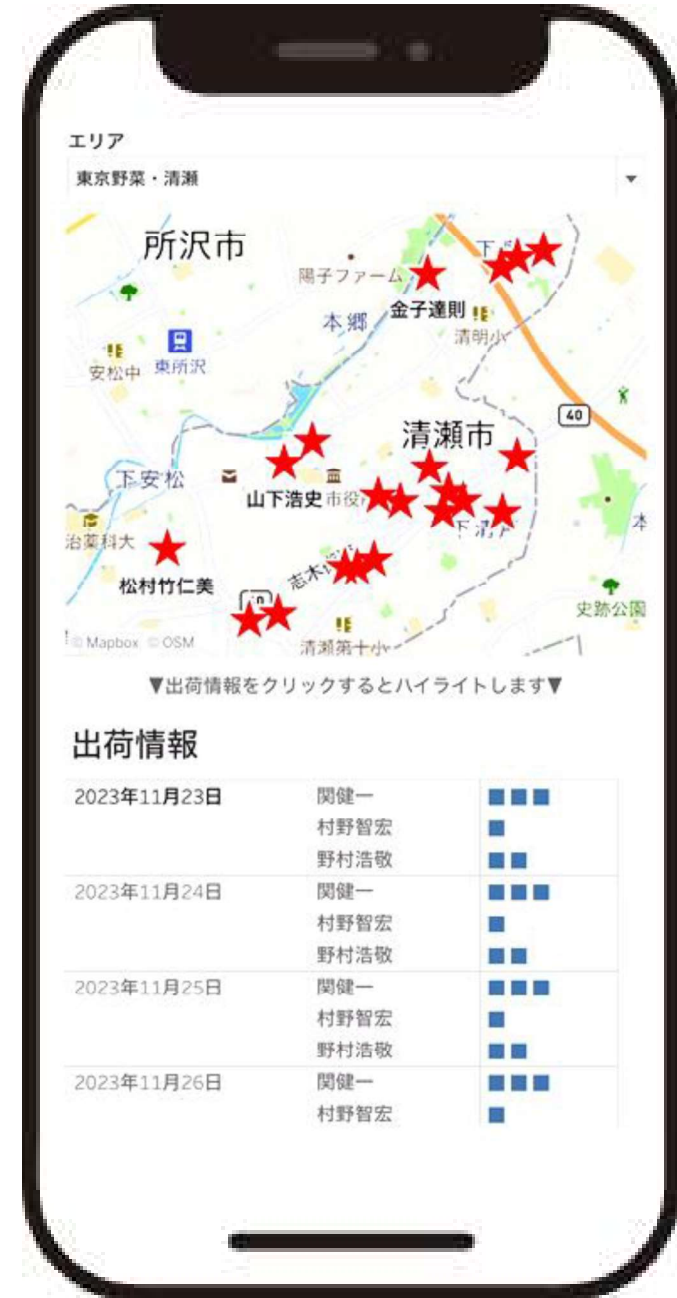 エリア
東京野菜・清瀬
所沢市
陽子ファーム
金子達則
本郷
清明小
安松中
東所沢
40
清瀬市
下安松
山下浩史
市役
松村竹仁美
史跡公園
清瀬第十小
© Mapbox © OSM
▼出荷情報をクリックするとハイライトします▼
出荷情報
2023年11月23日 関健一
村野智宏
野村浩敬
2023年11月24日 関健一
村野智宏
野村浩敬
2023年11月25日 関健一
村野智宏
野村浩敬
2023年11月26日 関健一
村野智宏